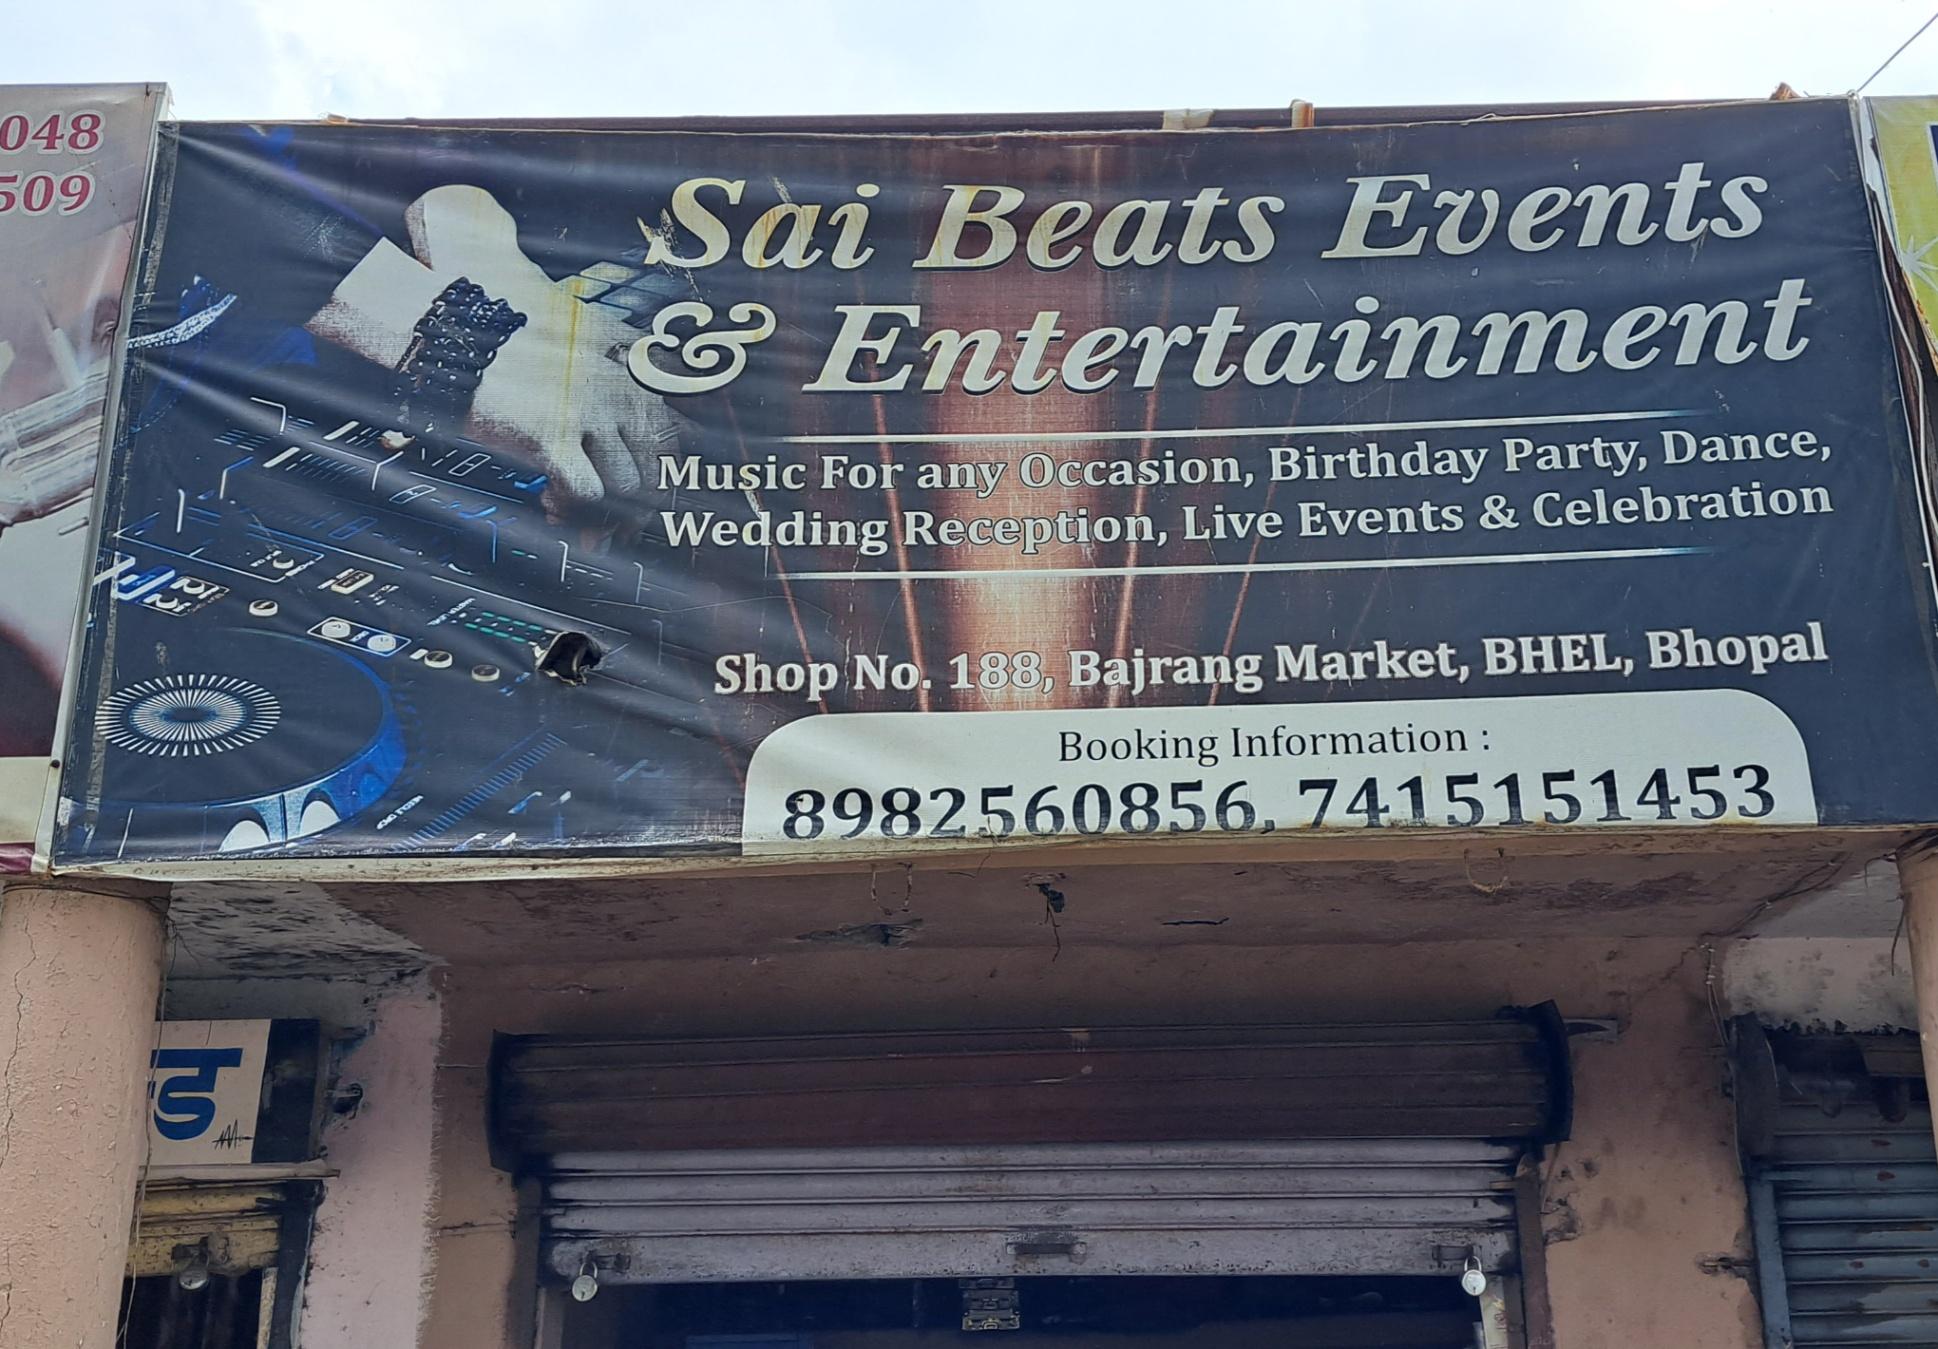 048
509
Sai Beats Events
& Entertainment
Music For any Occasion, Birthday Party, Dance,
Wedding Reception, Live Events & Celebration
Shop No. 188, Bajrang Market, BHEL, Bhopal
Booking Information :
8982560856, 7415151453